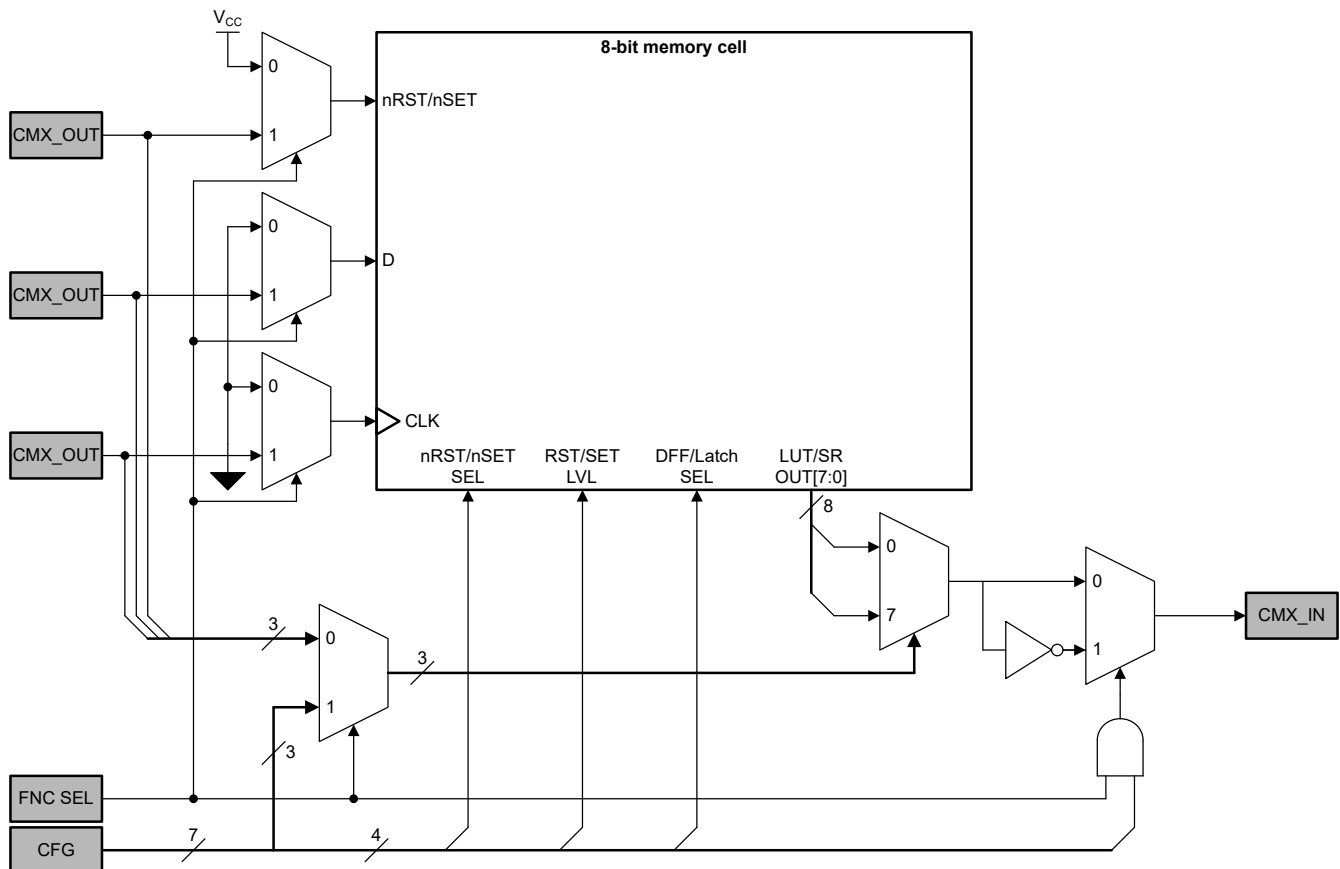 VCC
8-bit memory cell
0
nRST/nSET
CMX_OUT
1
0
D
CMX_OUT
1
0
CLK
CMX_OUT
1
nRST/nSET
SEL
RST/SET
LVL
DFF/Latch
SEL
LUT/SR
OUT[7:0]
8
0
7
0
1
CMX_IN
3
0
3
1
3
FNC SEL
7
4
CFG